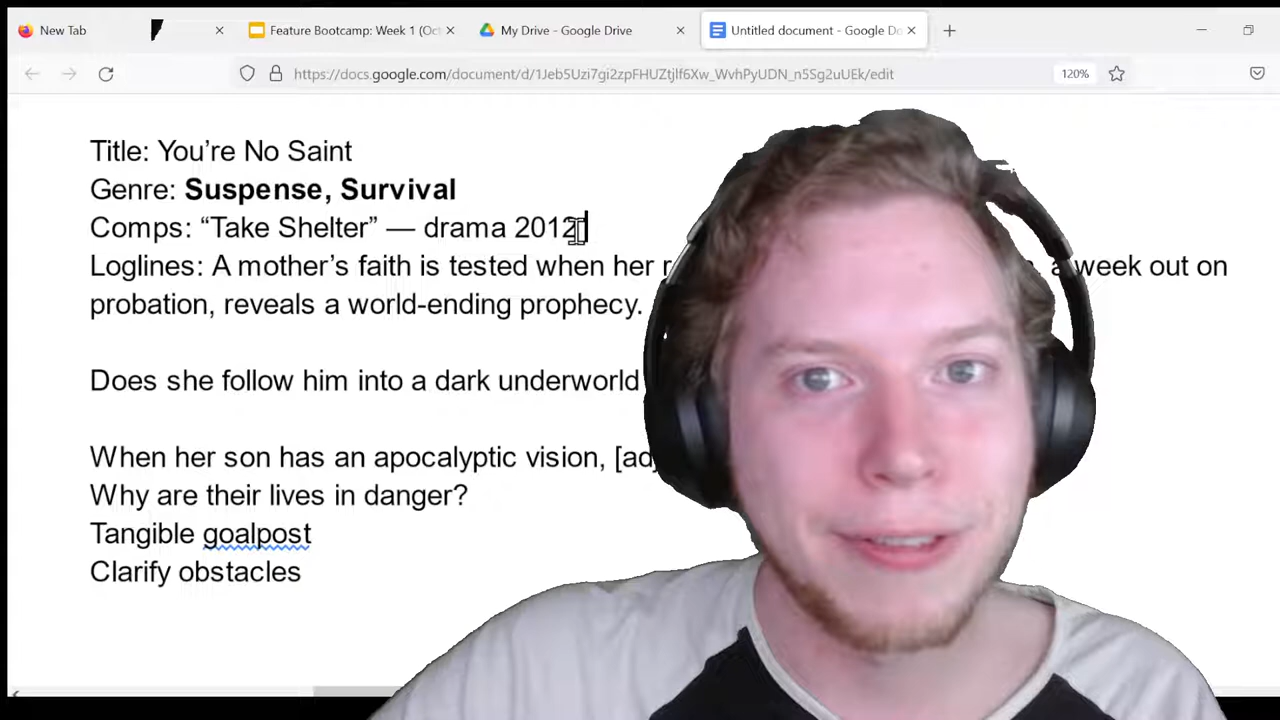 New Tab
Feature Bootcamp: Week 1 (Oct
My Drive - Google Drive
Untitled document - Google Do
https://docs.google.com/document/d/1Jeb5Uzi7gi2zpFHUZtjlf6Xw_WvhPyUDN_n5Sg2uUEk/edit
120%
Title: You’re No Saint
Genre: Suspense, Survival
Comps: “Take Shelter” — drama 2012
Loglines: A mother’s faith is tested when her a week out on
probation, reveals a world-ending prophecy.
Does she follow him into a dark underworld
When her son has an apocalyptic vision,
Why are their lives in danger?
Tangible goalpost
Clarify obstacles